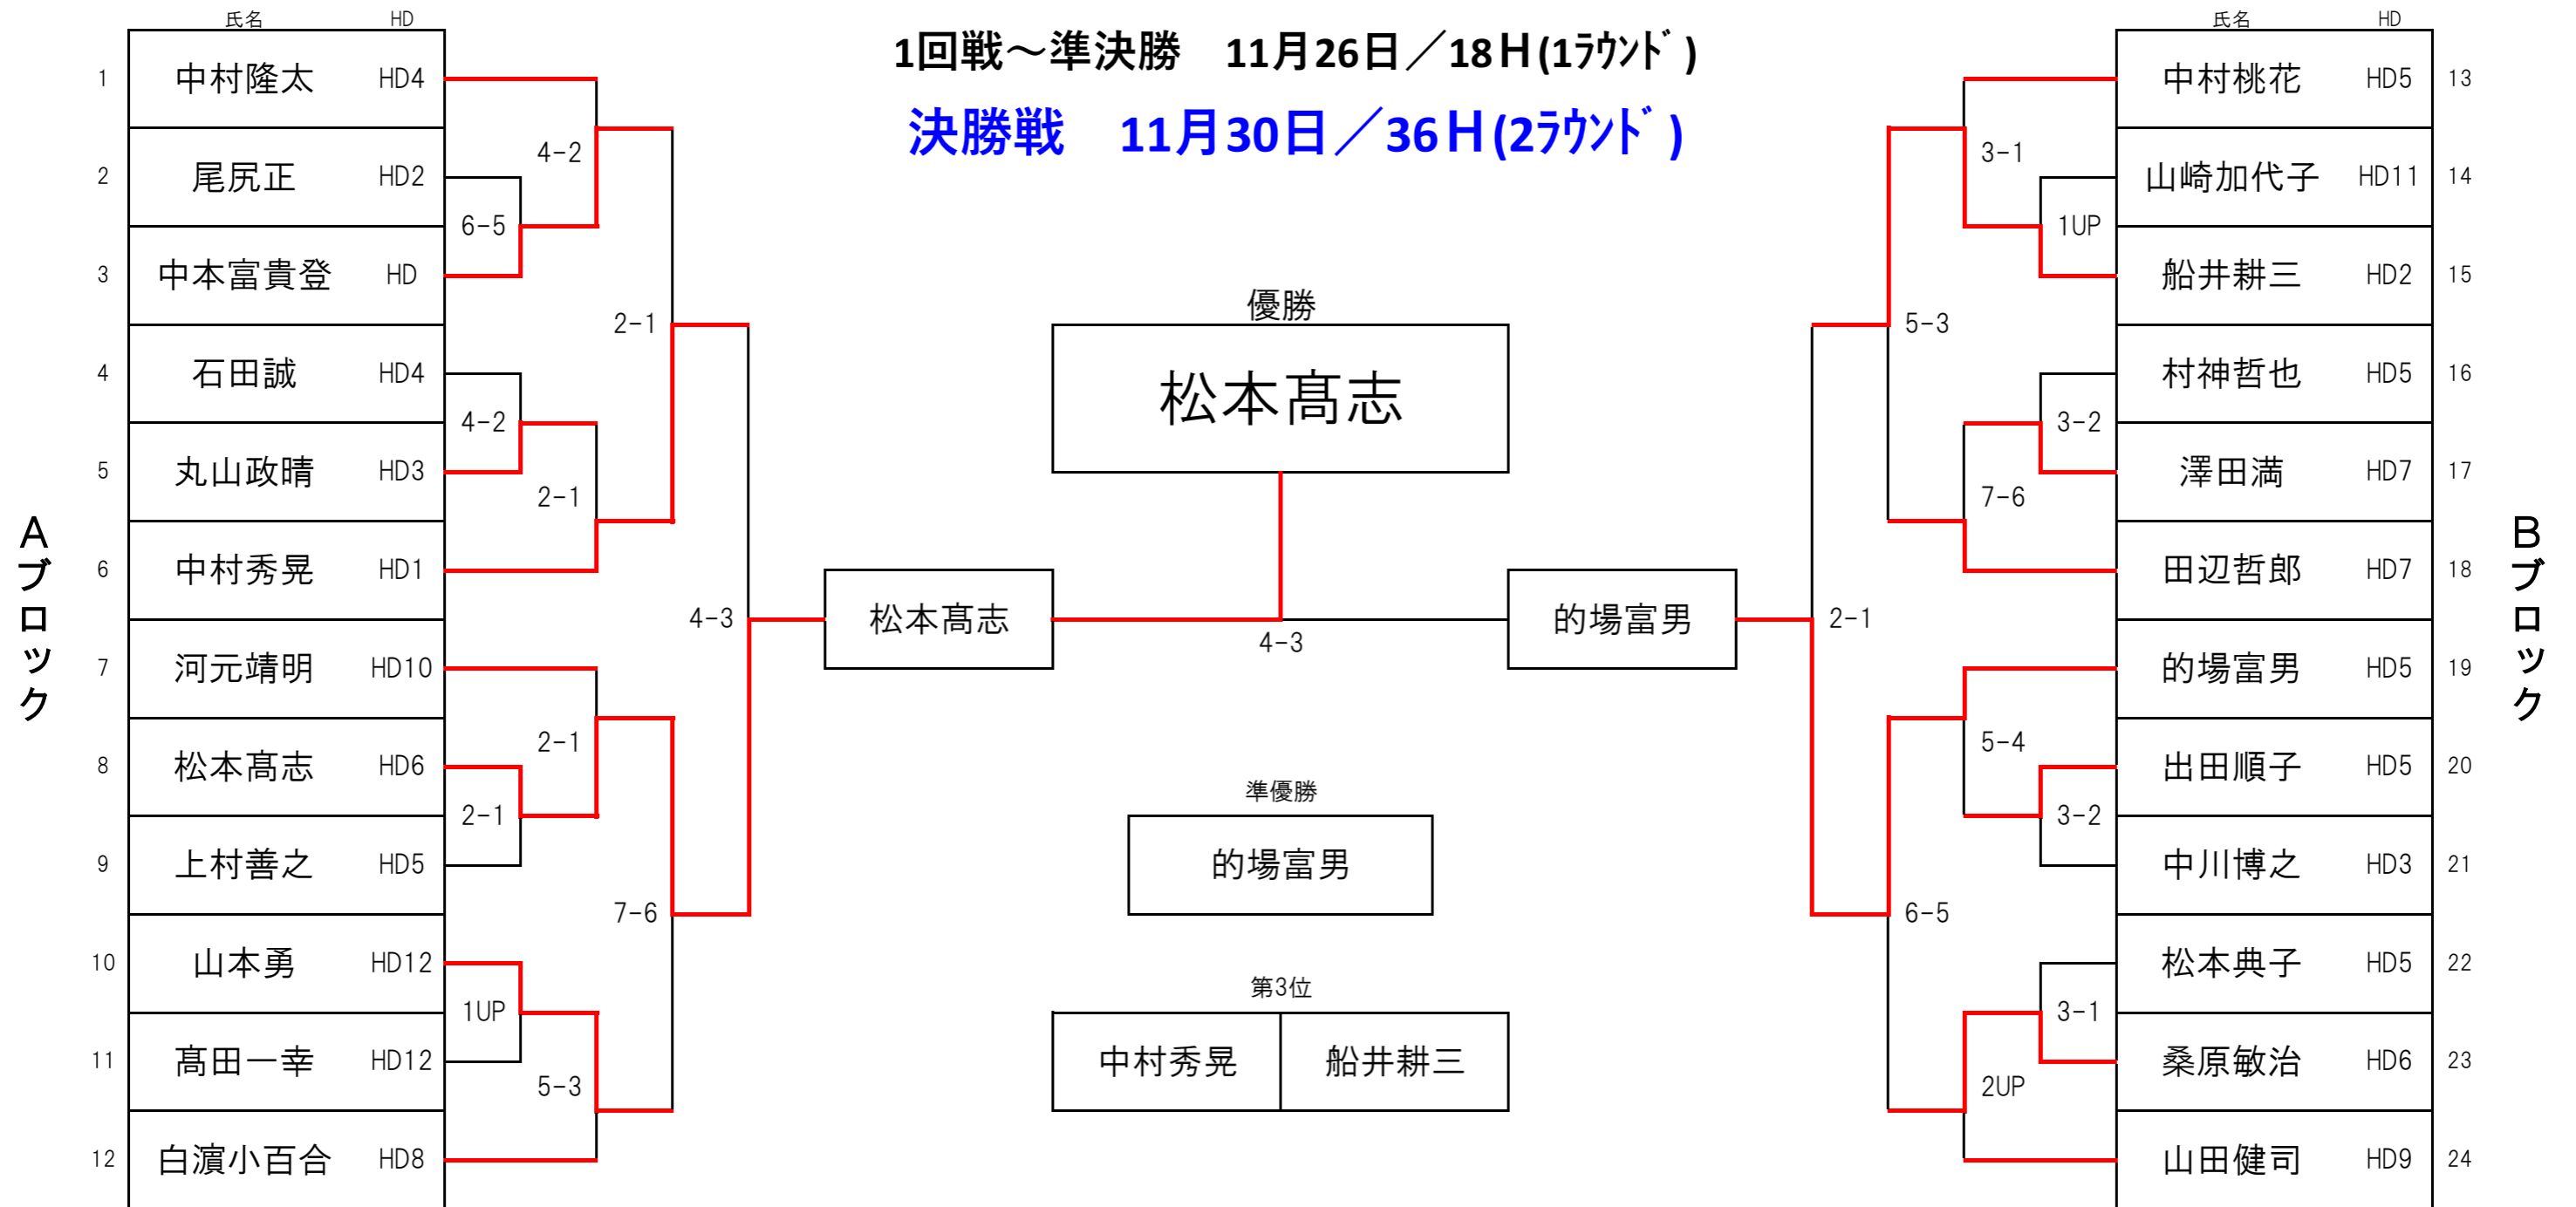 1回戦～準決勝　11月26日／18Ｈ(1ﾗｳﾝﾄﾞ)
決勝戦　11月30日／36Ｈ(2ﾗｳﾝﾄﾞ)
Aブロック
氏名 HD
1 中村隆太 HD4
2 尾尻正 HD2
3 中本富貴登 HD
4 石田誠 HD4
5 丸山政晴 HD3
6 中村秀晃 HD1
7 河元靖明 HD10
8 松本髙志 HD6
9 上村善之 HD5
10 山本勇 HD12
11 髙田一幸 HD12
12 白濵小百合 HD8
6-5
4-2
2-1
1UP
4-2
2-1
2-1
5-3
2-1
7-6
4-3
優勝
松本髙志
松本髙志
4-3
的場富男
準優勝
的場富男
第3位
中村秀晃 船井耕三
2-1
5-3
6-5
3-1
7-6
5-4
2UP
1UP
3-2
3-2
3-1
氏名 HD
中村桃花 HD5 13
山崎加代子 HD11 14
船井耕三 HD2 15
村神哲也 HD5 16
澤田満 HD7 17
田辺哲郎 HD7 18
的場富男 HD5 19
出田順子 HD5 20
中川博之 HD3 21
松本典子 HD5 22
桑原敏治 HD6 23
山田健司 HD9 24
Bブロック